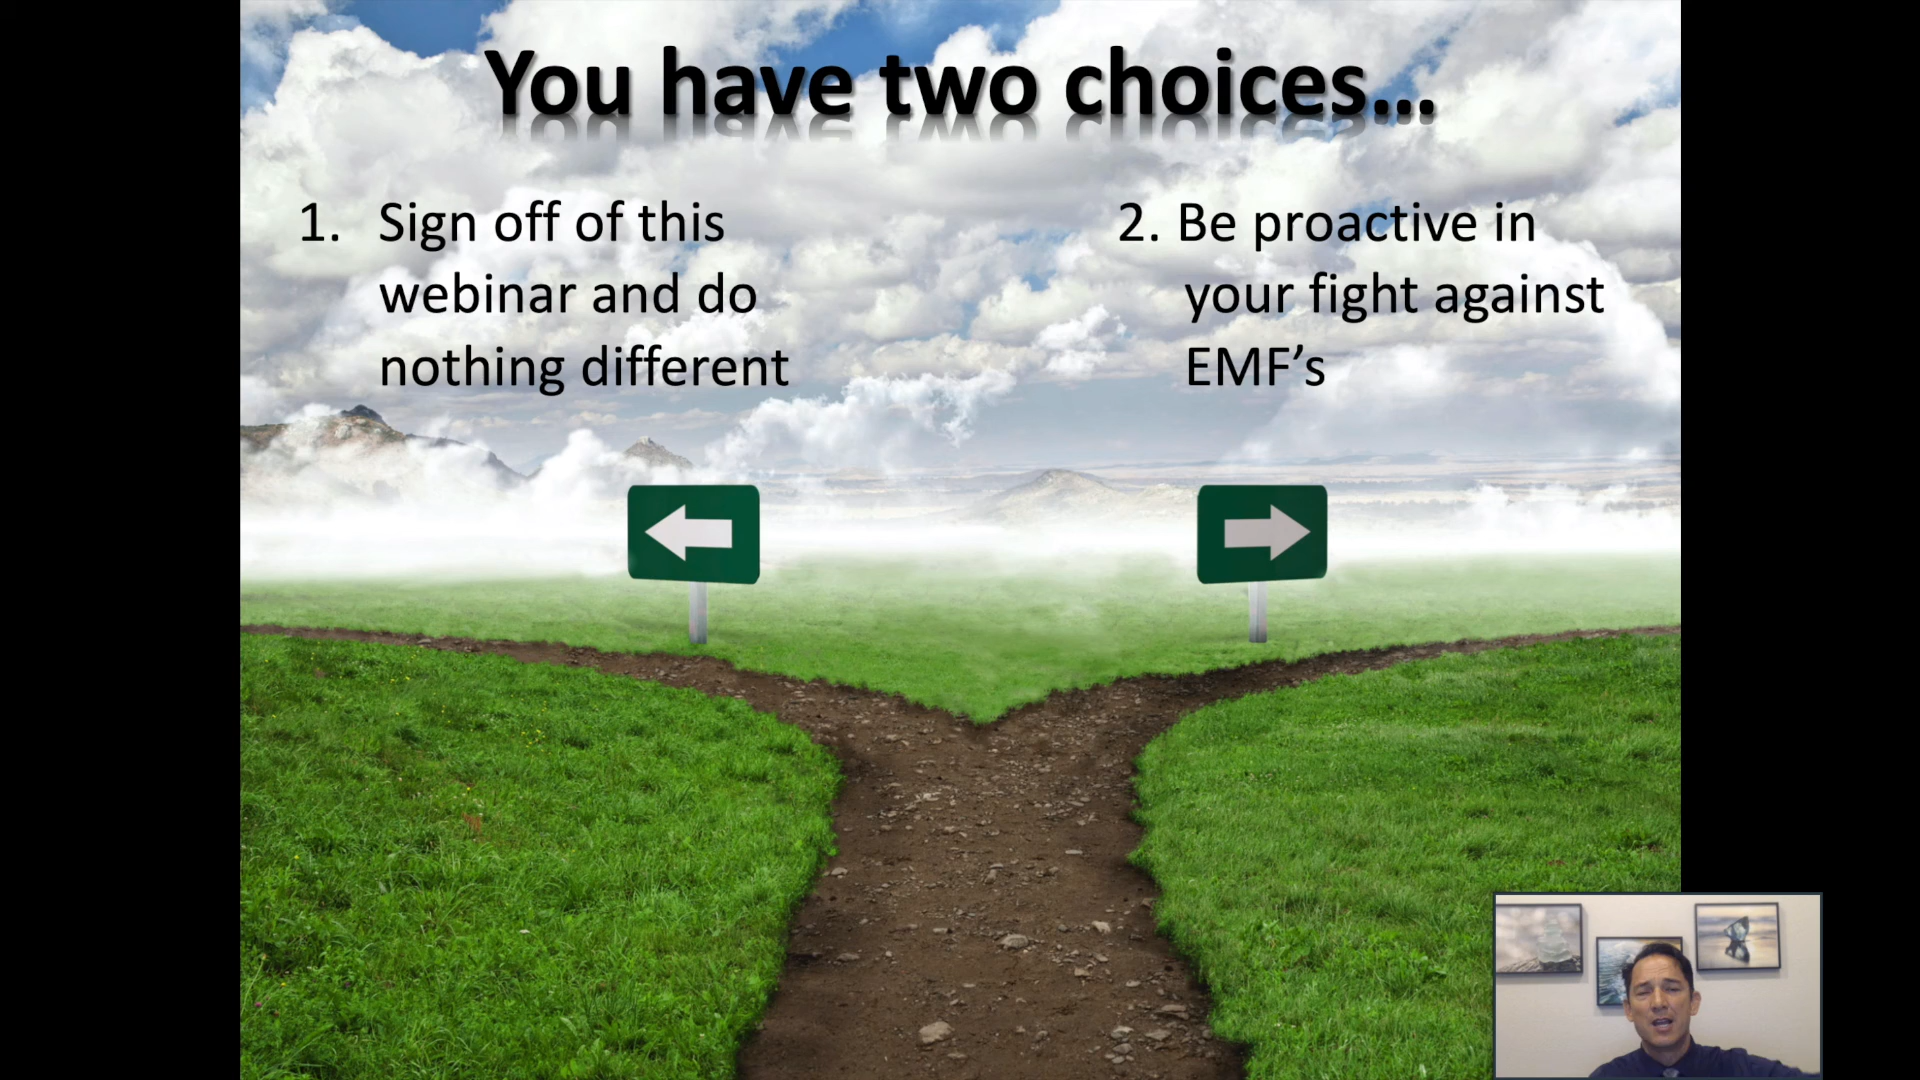 You have two choices...
1. Sign off of this
webinar and do
nothing different
2. Be proactive in
your fight against
EMF’s